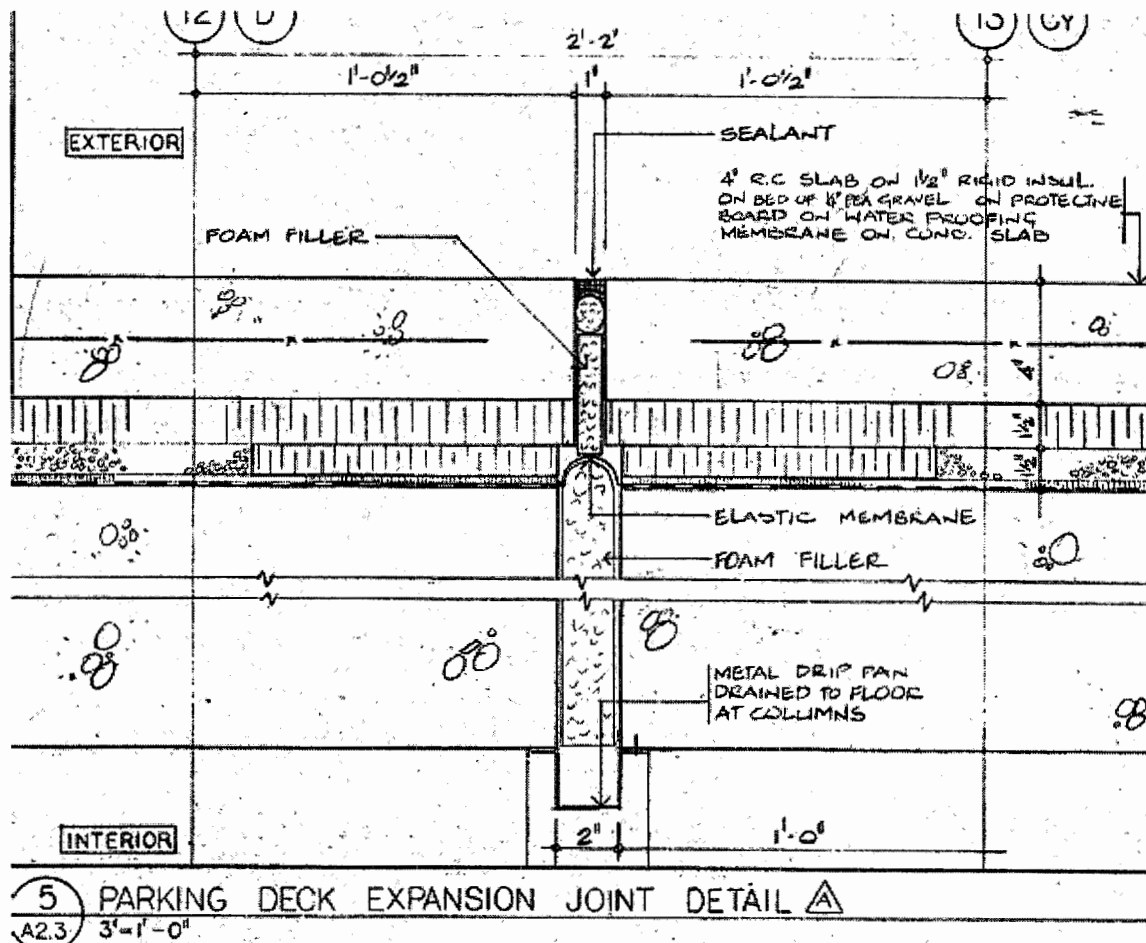 12 D
13 CY
2'-2'
1'-0½" 1" 1'-0½"
EXTERIOR
SEALANT
4" R.C SLAB ON 1½" RIGID INSUL.
ON BED OF ½" PEA GRAVEL ON PROTECTIVE
BOARD ON WATER PROOFING
MEMBRANE ON CONC. SLAB
FOAM FILLER
4"
1½"
1½"
ELASTIC MEMBRANE
FOAM FILLER
METAL DRIP PAN
DRAINED TO FLOOR
AT COLUMNS
INTERIOR
2" 1'-0"
5 PARKING DECK EXPANSION JOINT DETAIL A
A2.3 3"=1'-0"